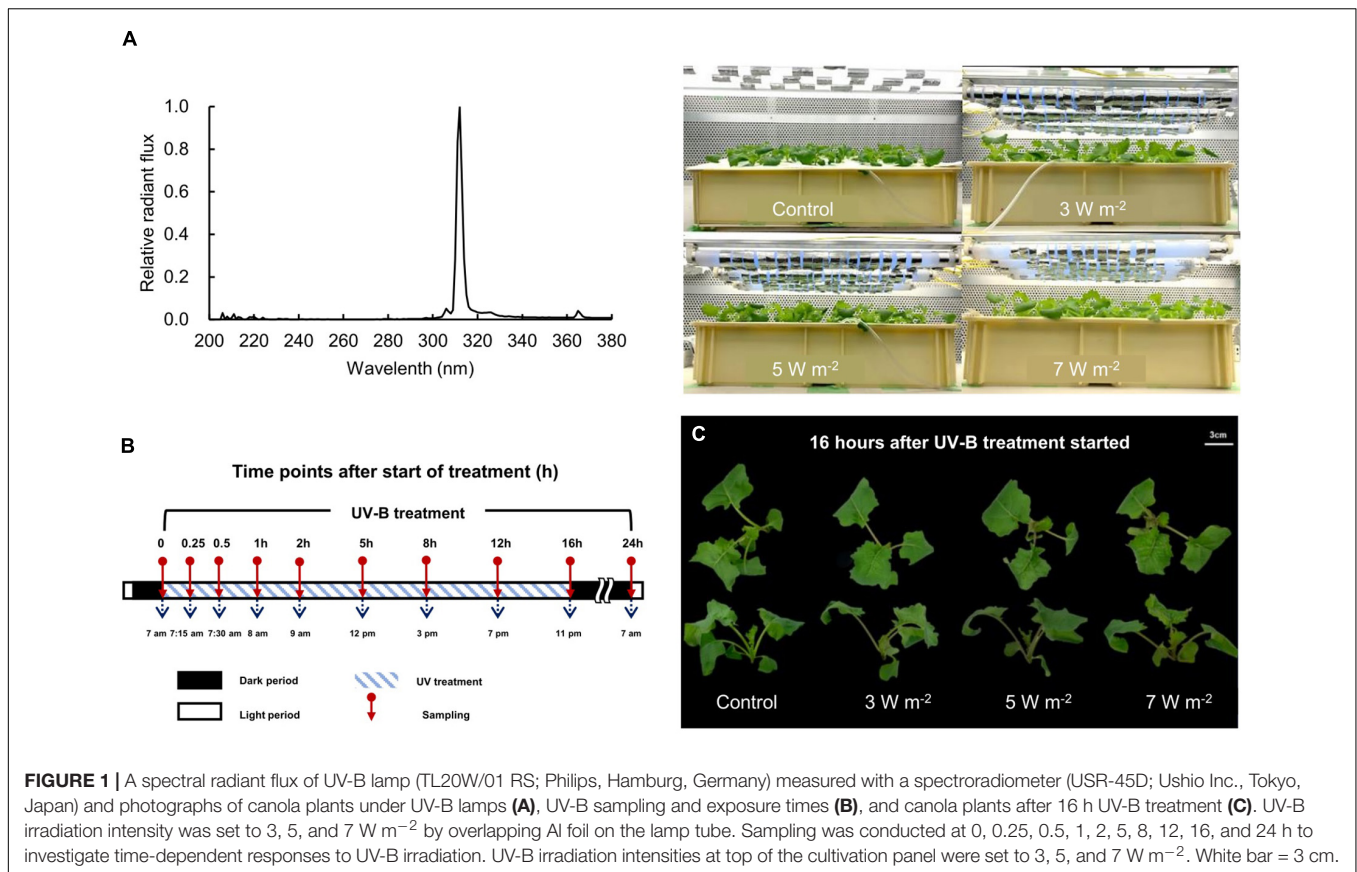 A
1.0
0.8
0.6
0.4
0.2
0.0
Relative radiant flux
200 220 240 260 280 300 320 340 360 380
Wavelenth (nm)
Control
3 W m-2
5 W m-2
7 W m-2
B
Time points after start of treatment (h)
UV-B treatment
0 0.25 0.5 1h 2h 5h 8h 12h 16h 24h
7 am 7:15 am 7:30 am 8 am 9 am 12 pm 3 pm 7 pm 11 pm 7 am
Dark period UV treatment
Light period Sampling
C
16 hours after UV-B treatment started
3cm
Control 3 W m-2 5 W m-2 7 W m-2
FIGURE 1 | A spectral radiant flux of UV-B lamp (TL20W/01 RS; Philips, Hamburg, Germany) measured with a spectroradiometer (USR-45D; Ushio Inc., Tokyo,
Japan) and photographs of canola plants under UV-B lamps (A), UV-B sampling and exposure times (B), and canola plants after 16 h UV-B treatment (C). UV-B
irradiation intensity was set to 3, 5, and 7 W m−2 by overlapping Al foil on the lamp tube. Sampling was conducted at 0, 0.25, 0.5, 1, 2, 5, 8, 12, 16, and 24 h to
investigate time-dependent responses to UV-B irradiation. UV-B irradiation intensities at top of the cultivation panel were set to 3, 5, and 7 W m−2. White bar = 3 cm.